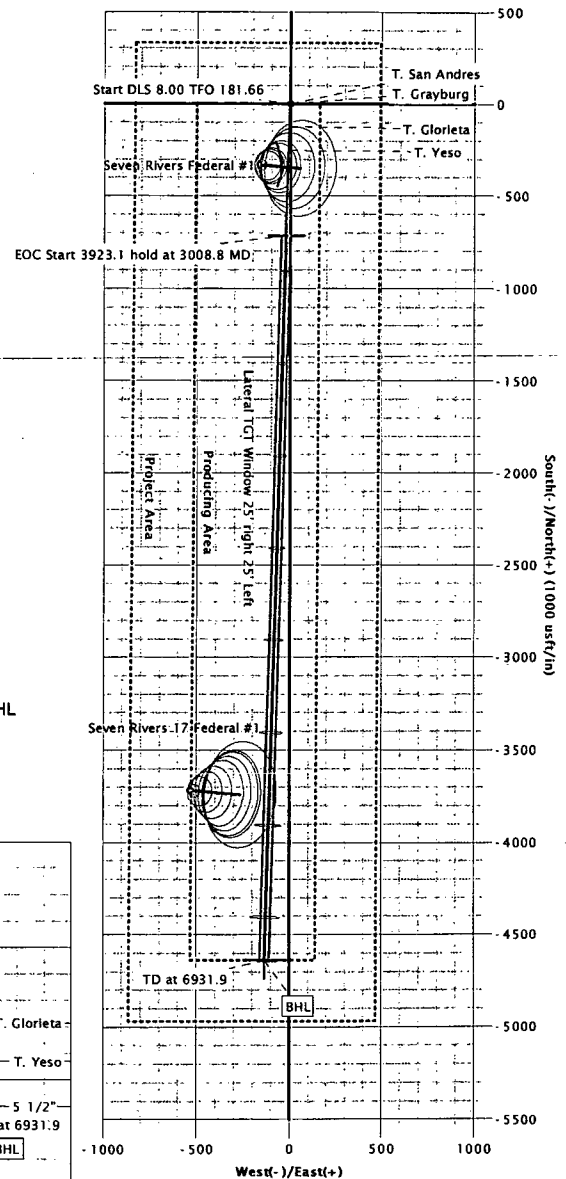 500
Start DLS 8.00 TFO 181.66
T. San Andres
T. Grayburg
0
T. Glorieta
T. Yeso
Seven Rivers Federal #1
-500
EOC Start 3923.1 hold at 3008.8 MD
-1000
-1500
Lateral TGT Window 25' right 25' Left
Producing Area
Project Area
-2000
South(-)/North(+) (1000 usft/in)
-2500
-3000
HL
Seven Rivers 17 Federal #1
-3500
-4000
-4500
TD at 6931.9
BHL
-5000
T. Glorieta
T. Yeso
5 1/2"
at 6931.9
BHL
-5500
-1000
-500
0
500
1000
West(-)/East(+)